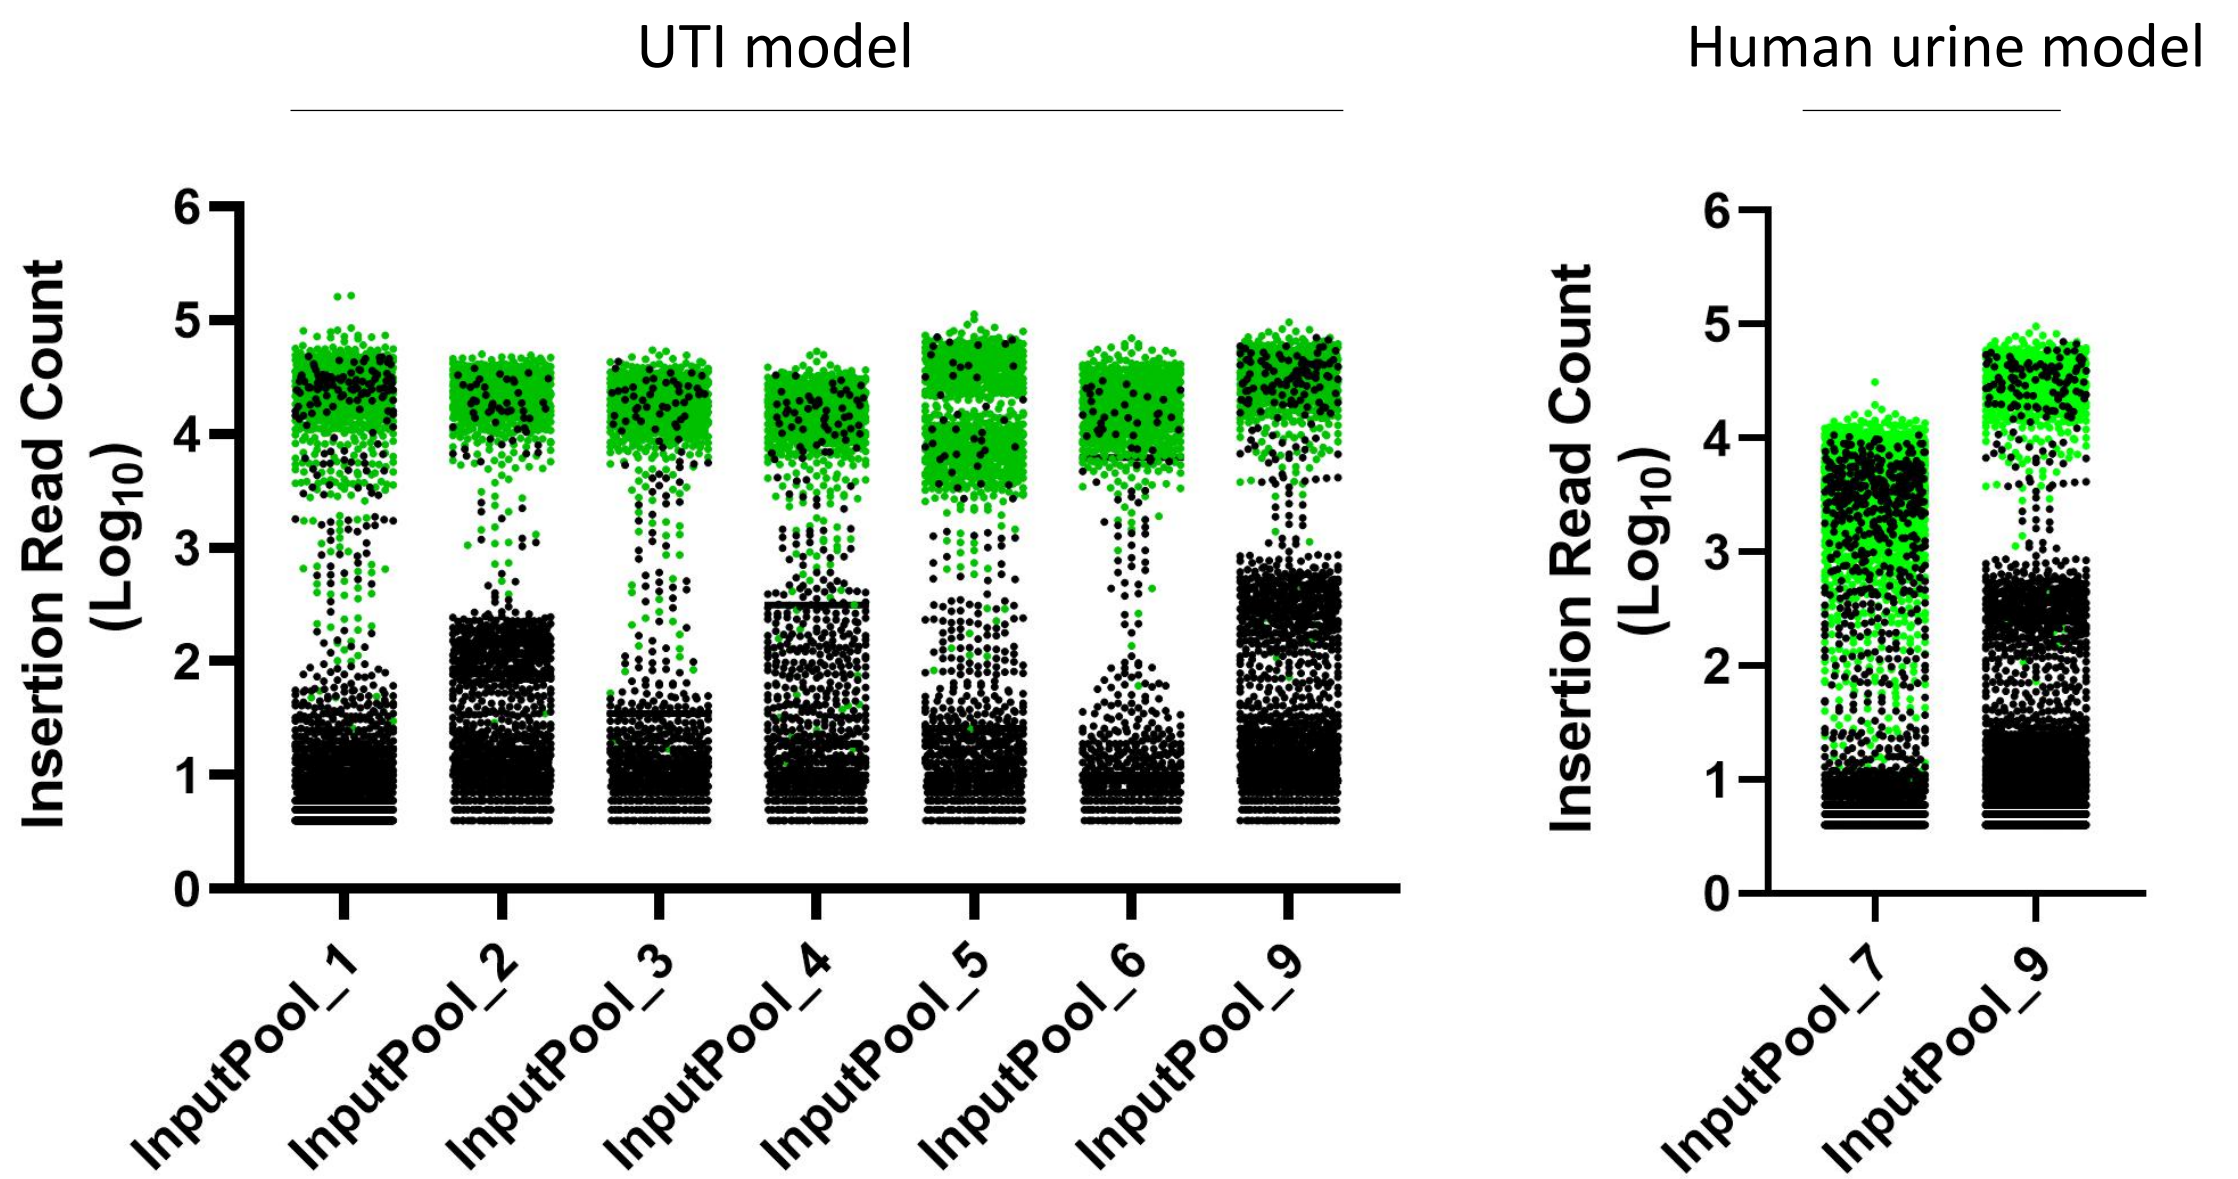 UTI model
Human urine model
Insertion Read Count
(Log10)
6
5
4
3
2
1
0
InputPool_1
InputPool_2
InputPool_3
InputPool_4
InputPool_5
InputPool_6
InputPool_9
Insertion Read Count
(Log10)
6
5
4
3
2
1
0
InputPool_7
InputPool_9